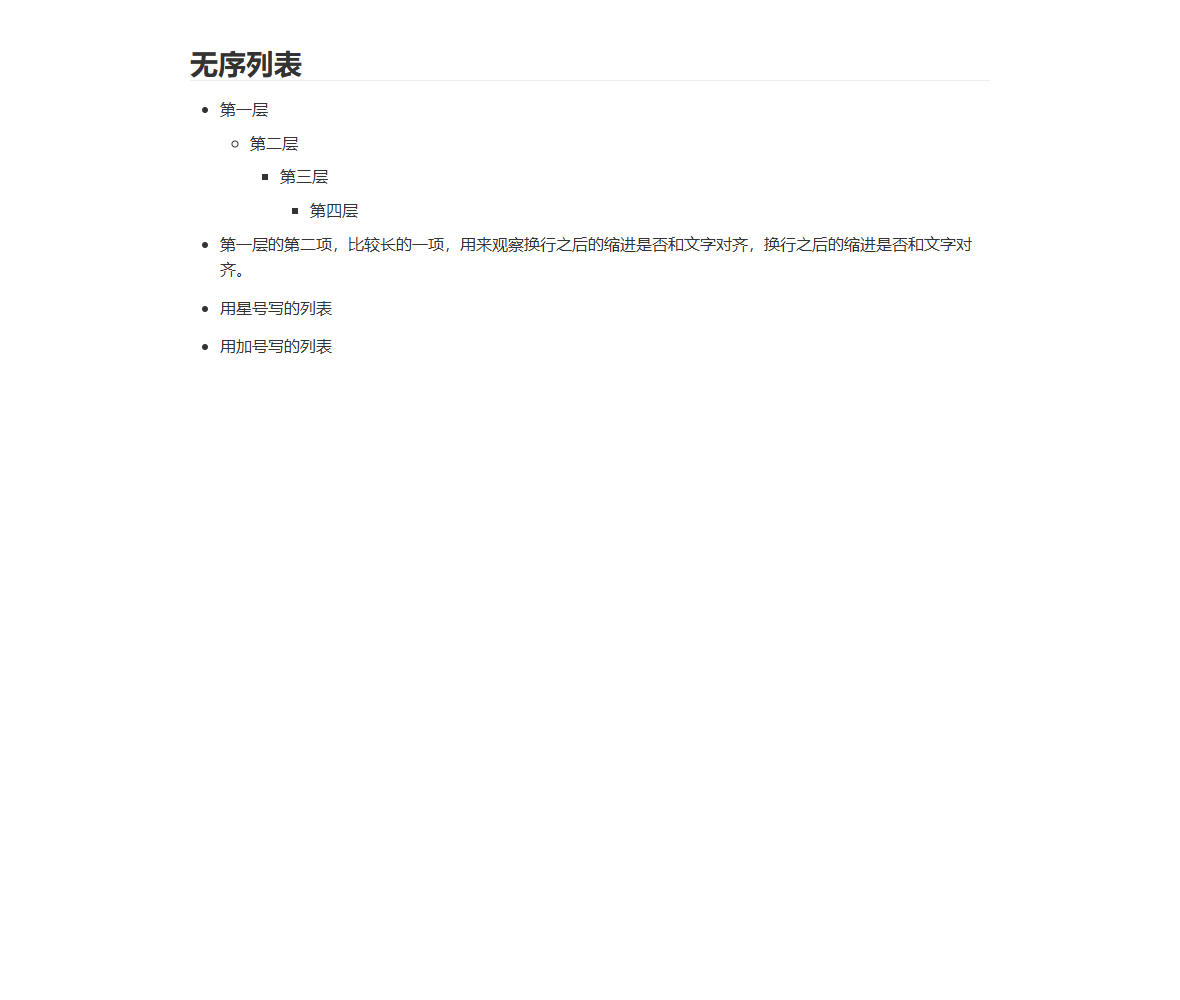 无序列表
第一层
第二层
第三层
第四层
第一层的第二项，比较长的一项，用来观察换行之后的缩进是否和文字对齐，换行之后的缩进是否和文字对
齐。
用星号写的列表
用加号写的列表